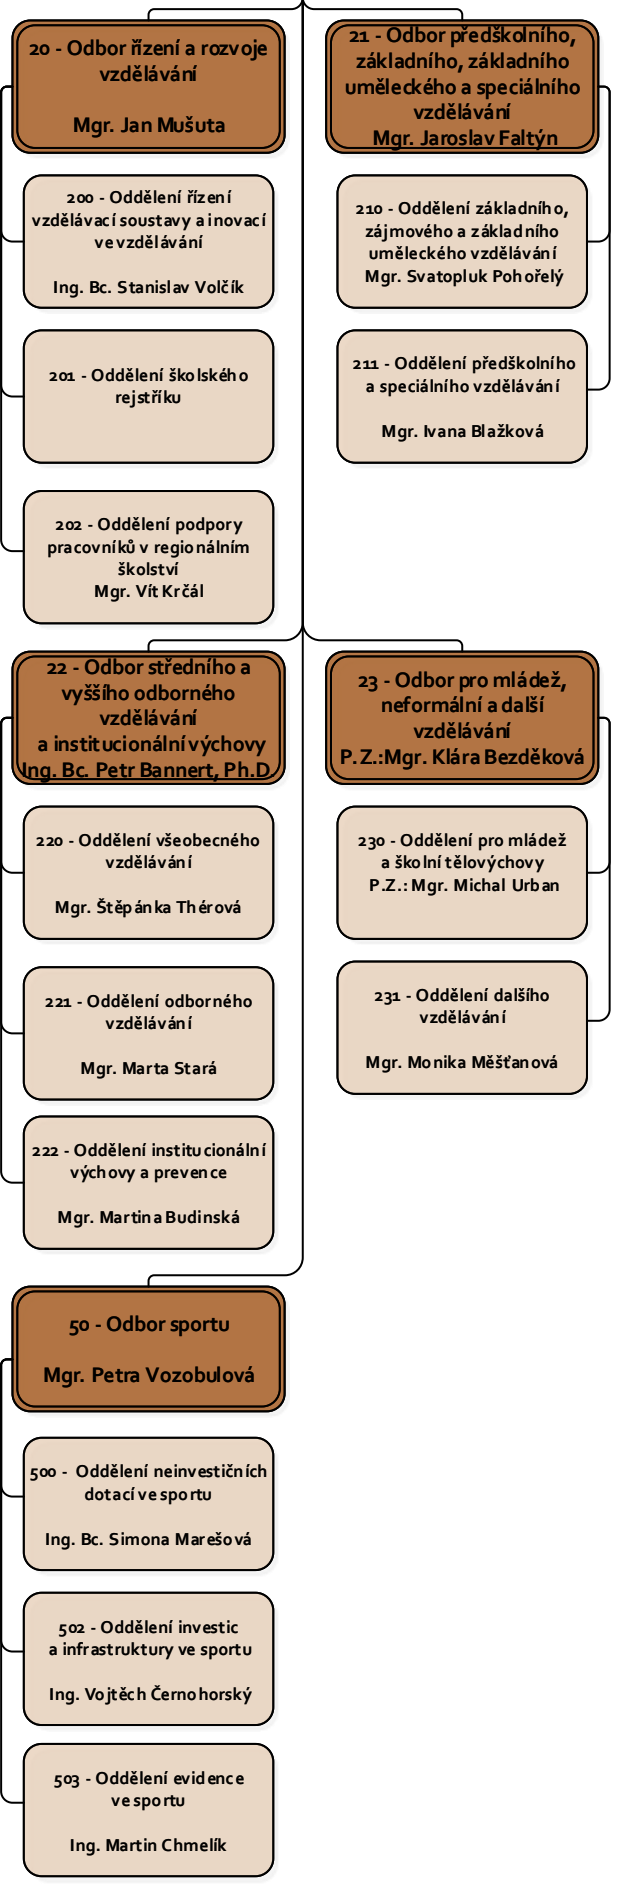 20 - Odbor řízení a rozvoje
vzdělávání
Mgr. Jan Mušuta
200 - Oddělení řízení
vzdělávací soustavy a inovací
ve vzdělávání
Ing. Bc. Stanislav Volčík
201 - Oddělení školského
rejstříku
202 - Oddělení podpory
pracovníků v regionálním
školství
Mgr. Vít Krčál
21 - Odbor předškolního,
základního, základního
uměleckého a speciálního
vzdělávání
Mgr. Jaroslav Faltýn
210 - Oddělení základního,
zájmového a základního
uměleckého vzdělávání
Mgr. Svatopluk Pohořelý
211 - Oddělení předškolního
a speciálního vzdělávání
Mgr. Ivana Blažková
22 - Odbor středního a
vyššího odborného
vzdělávání
a institucionální výchovy
Ing. Bc. Petr Bannert, Ph.D.
220 - Oddělení všeobecného
vzdělávání
Mgr. Štěpánka Thérová
221 - Oddělení odborného
vzdělávání
Mgr. Marta Stará
222 - Oddělení institucionální
výchovy a prevence
Mgr. Martina Budinská
23 - Odbor pro mládež,
neformální a další
vzdělávání
P.Z.:Mgr. Klára Bezděková
230 - Oddělení pro mládež
a školní tělovýchovy
P.Z.: Mgr. Michal Urban
231 - Oddělení dalšího
vzdělávání
Mgr. Monika Měšťanová
50 - Odbor sportu
Mgr. Petra Vozobulová
500 - Oddělení neinvestičních
dotací ve sportu
Ing. Bc. Simona Marešová
502 - Oddělení investic
a infrastruktury ve sportu
Ing. Vojtěch Černohorský
503 - Oddělení evidence
ve sportu
Ing. Martin Chmelík